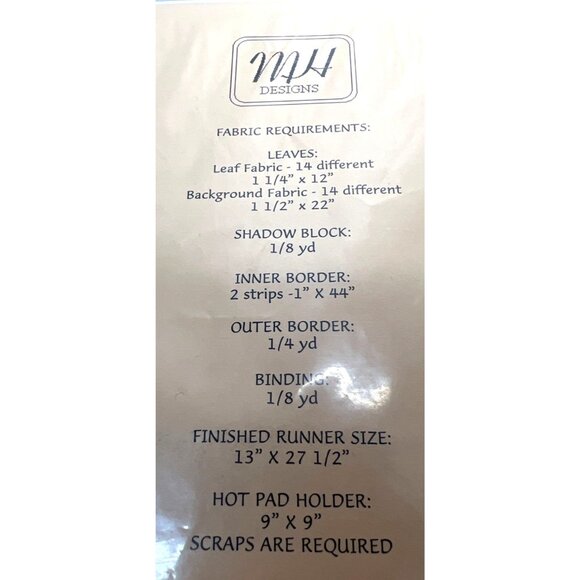 MH
DESIGNS
FABRIC REQUIREMENTS:
LEAVES:
Leaf Fabric - 14 different
1 1/4" x 12"
Background Fabric - 14 different
1 1/2" x 22"
SHADOW BLOCK:
1/8 yd
INNER BORDER:
2 strips -1" X 44"
OUTER BORDER:
1/4 yd
BINDING:
1/8 yd
FINISHED RUNNER SIZE:
13" X 27 1/2"
HOT PAD HOLDER:
9" X 9"
SCRAPS ARE REQUIRED